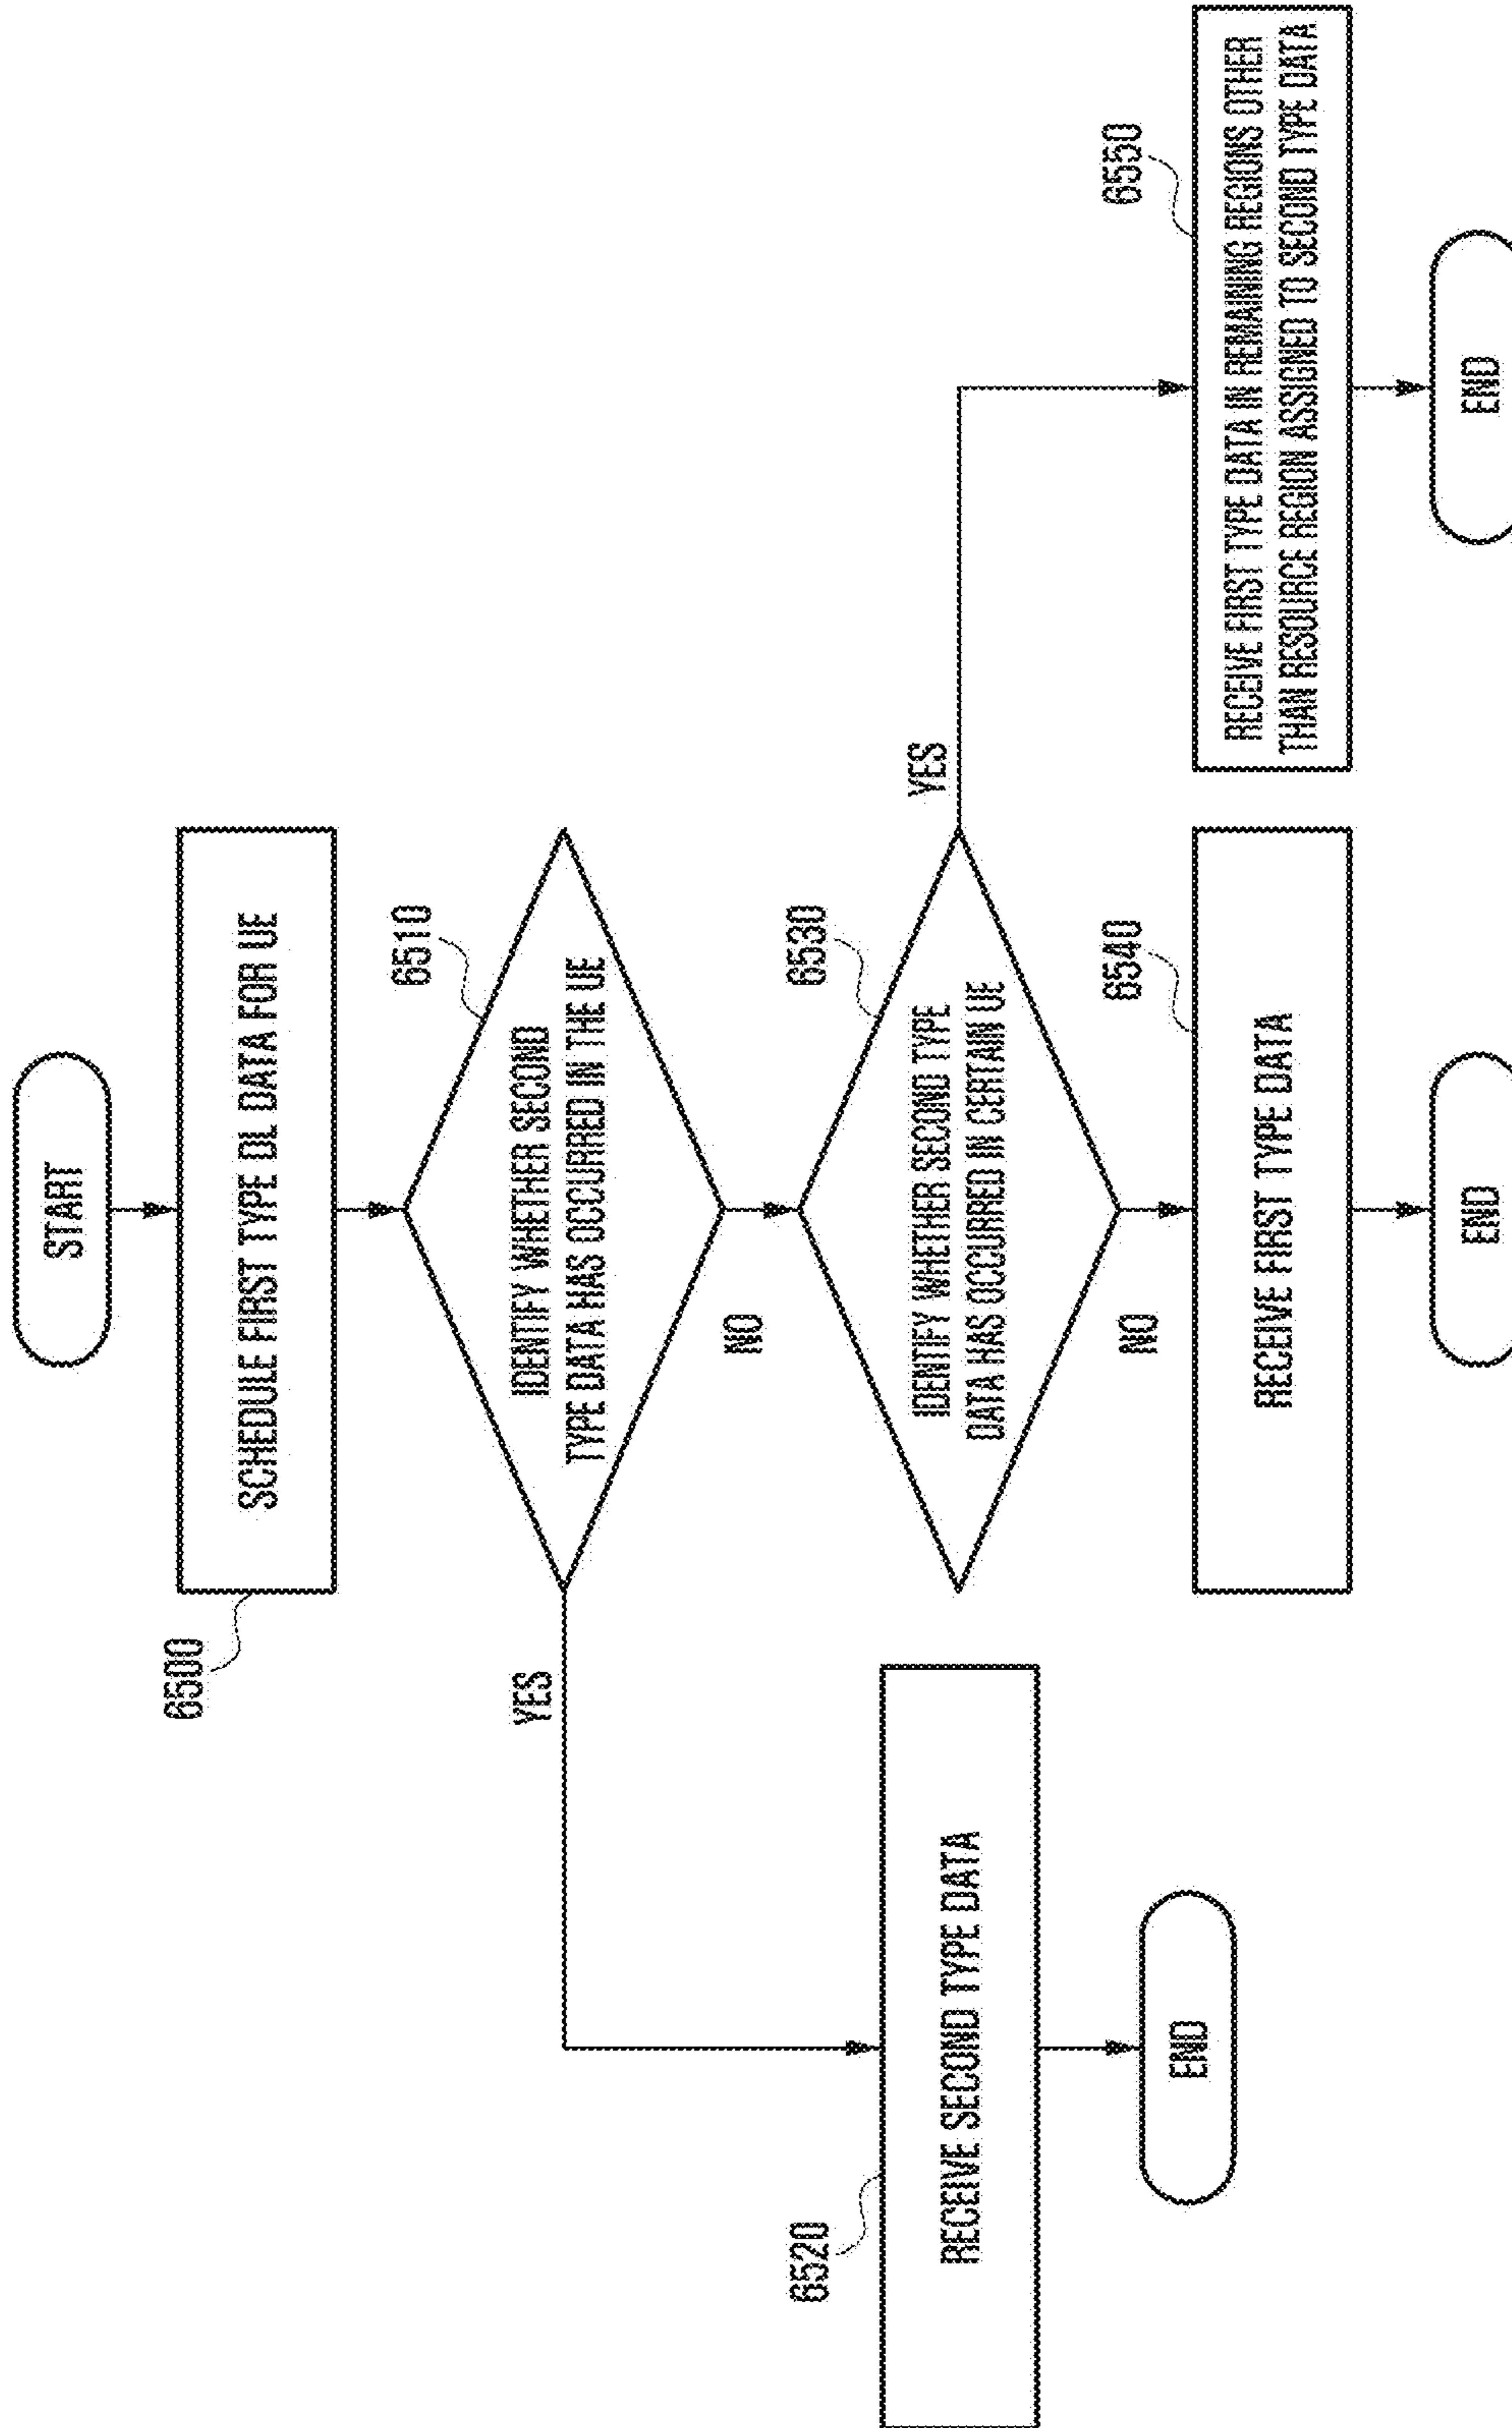 START
6500
SCHEDULE FIRST TYPE DL DATA FOR UE
6510
IDENTIFY WHETHER SECOND
TYPE DATA HAS OCCURRED IN THE UE
YES
NO
6520
RECEIVE SECOND TYPE DATA
END
6530
IDENTIFY WHETHER SECOND TYPE
DATA HAS OCCURRED IN CERTAIN UE
YES
NO
6540
RECEIVE FIRST TYPE DATA
END
6550
RECEIVE FIRST TYPE DATA IN REMAINING REGIONS OTHER
THAN RESOURCE REGION ASSIGNED TO SECOND TYPE DATA
END